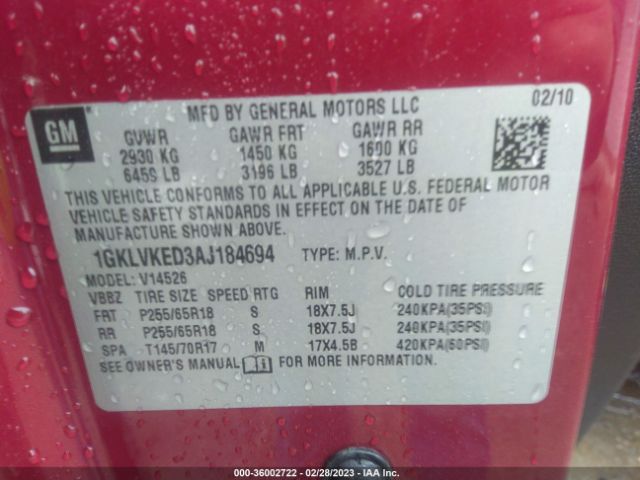 GM
MFD BY GENERAL MOTORS LLC 02/10
GVWR GAWR FRT GAWR RR
2930 KG 1450 KG 1600 KG
6459 LB 3196 LB 3527 LB
THIS VEHICLE CONFORMS TO ALL APPLICABLE U.S. FEDERAL MOTOR
VEHICLE SAFETY STANDARDS IN EFFECT ON THE DATE OF
MANUFACTURE SHOWN ABOVE.
1GKLVKED3AJ184694 TYPE: M.P.V.
MODEL: V14526
VBBZ TIRE SIZE SPEED RTG RIM COLD TIRE PRESSURE
FRT P255/65R18 S 18X7.5J 240KPA(35PSI)
RR P255/65R18 S 18X7.5J 240KPA(35PSI)
SPA T145/70R17 M 17X4.5B 420KPA(60PSI)
SEE OWNER'S MANUAL FOR MORE INFORMATION.
000-36002722 - 02/28/2023 - IAA